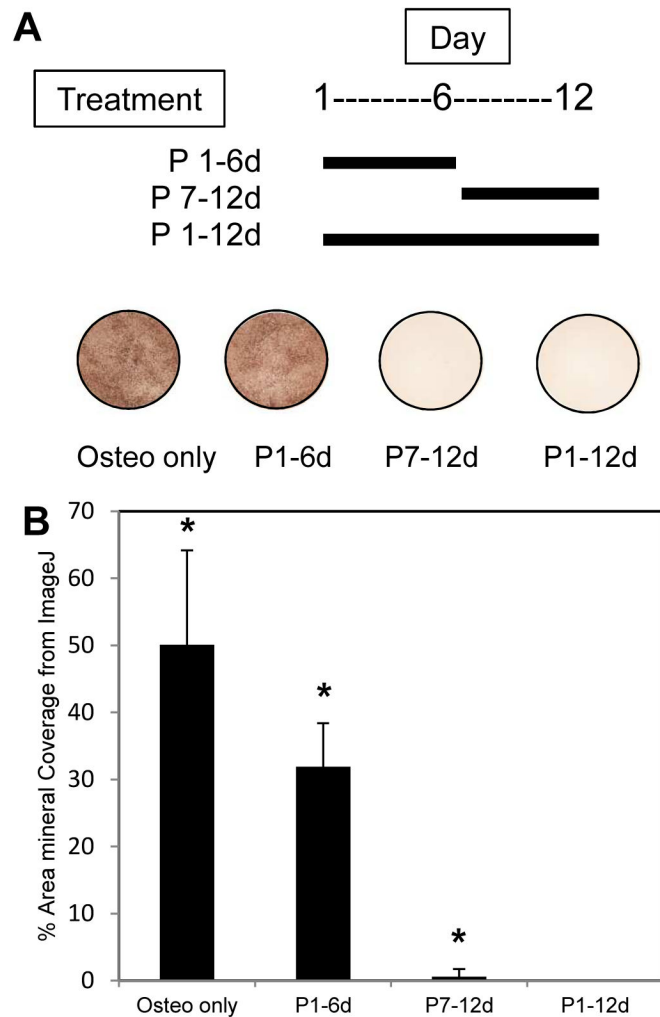 A
Day
Treatment
1--------6--------12
P 1-6d
P 7-12d
P 1-12d
Osteo only P1-6d P7-12d P1-12d
B
% Area mineral Coverage from ImageJ
70
60
50
40
30
20
10
0
*
*
*
Osteo only P1-6d P7-12d P1-12d